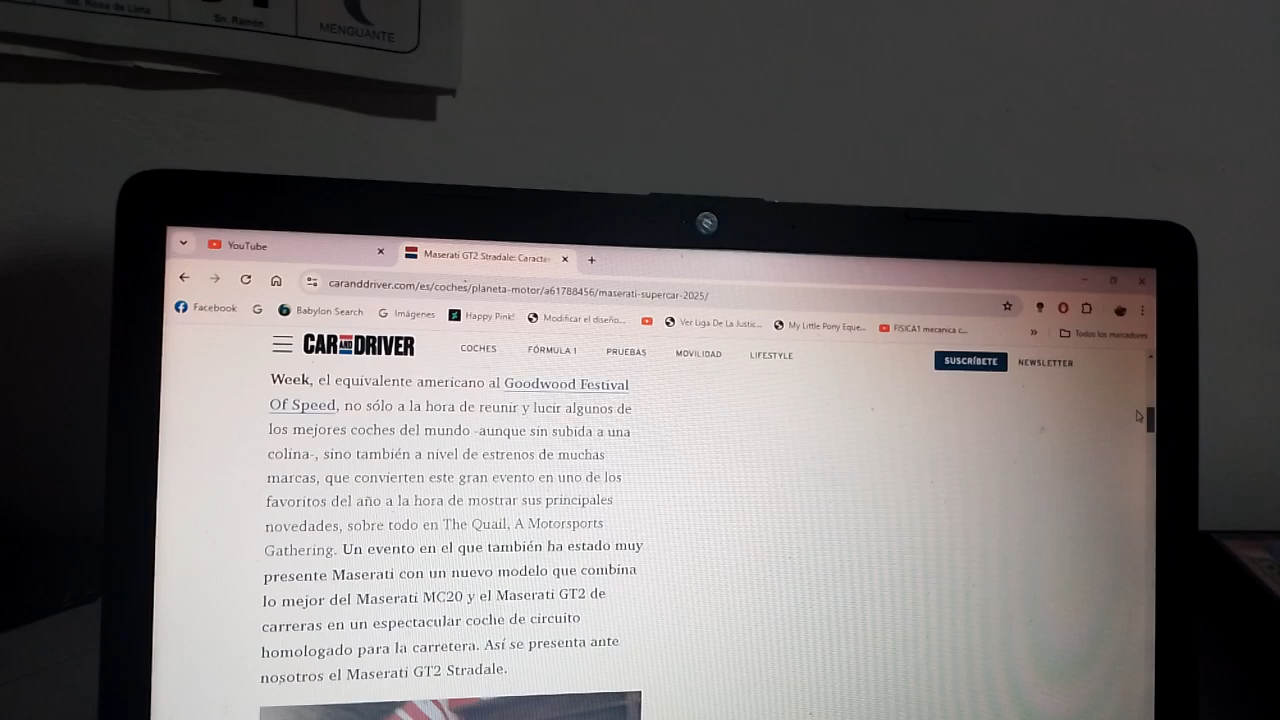 Sta. Rosa de Lima
Sn. Ramón
MENGUANTE
YouTube
Maserati GT2 Stradale: Caracte
caranddriver.com/es/coches/planeta-motor/a61788456/maserati-supercar-2025/
Facebook
G
Babylon Search
G Imágenes
Happy Pink!
Modificar el diseño...
Ver Liga De La Justic...
My Little Pony Eque...
FISICA1 mecanica c...
»
Todos los marcadores
CAR AND DRIVER
COCHES
FÓRMULA 1
PRUEBAS
MOVILIDAD
LIFESTYLE
SUSCRÍBETE
NEWSLETTER
Week, el equivalente americano al Goodwood Festival
Of Speed, no sólo a la hora de reunir y lucir algunos de
los mejores coches del mundo -aunque sin subida a una
colina-, sino también a nivel de estrenos de muchas
marcas, que convierten este gran evento en uno de los
favoritos del año a la hora de mostrar sus principales
novedades, sobre todo en The Quail, A Motorsports
Gathering. Un evento en el que también ha estado muy
presente Maserati con un nuevo modelo que combina
lo mejor del Maserati MC20 y el Maserati GT2 de
carreras en un espectacular coche de circuito
homologado para la carretera. Así se presenta ante
nosotros el Maserati GT2 Stradale.